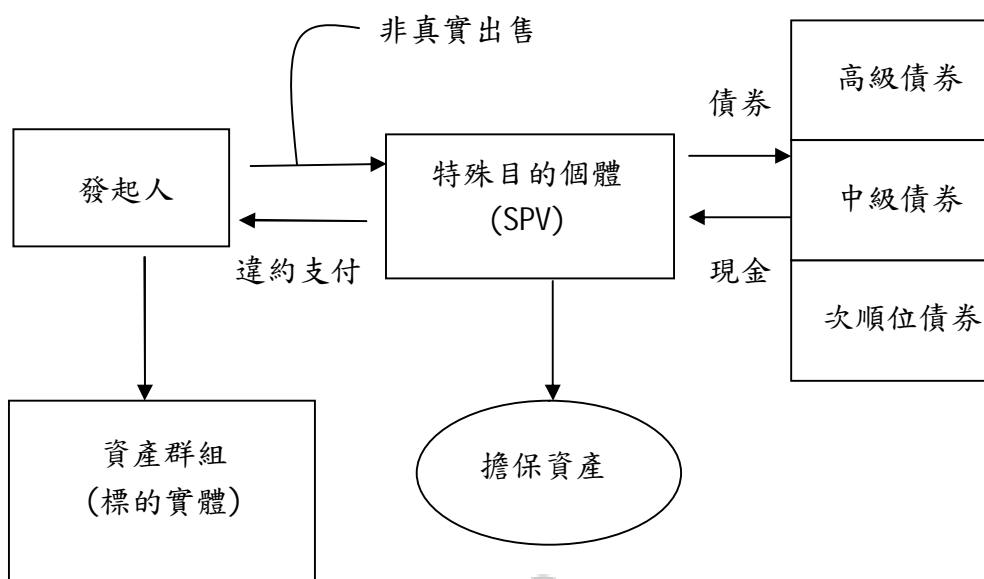 非真實出售
高級債券
債券
發起人
特殊目的個體
(SPV)
中級債券
違約支付
現金
次順位債券
資產群組
(標的實體)
擔保資產